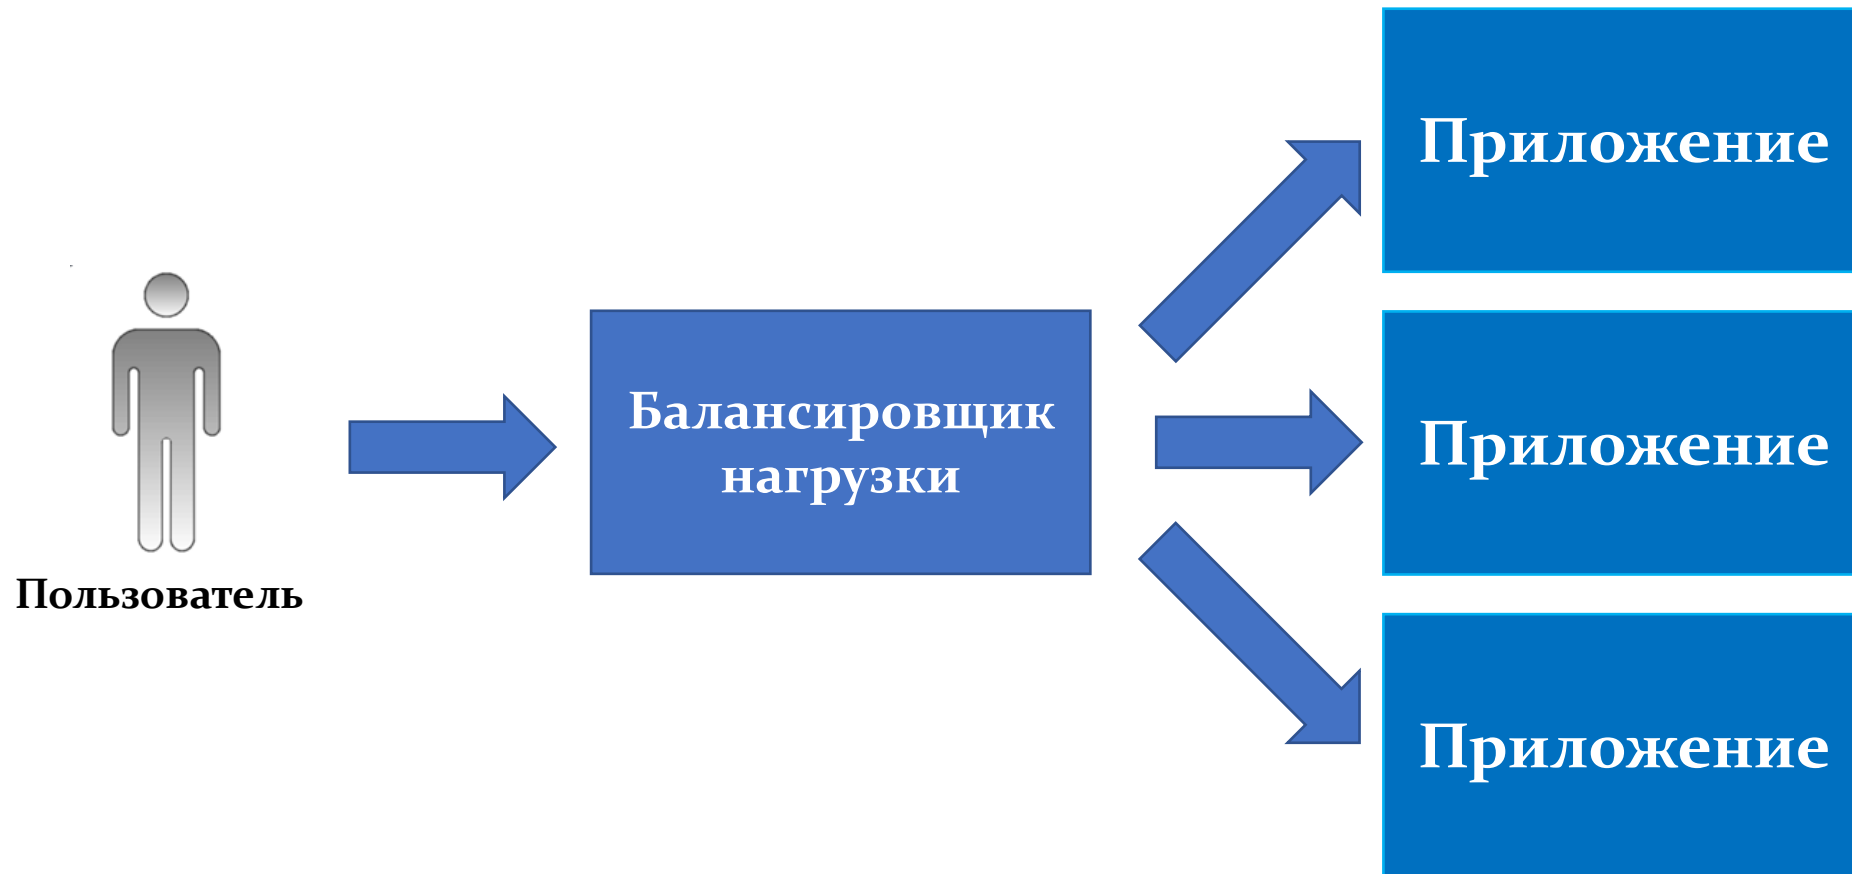 Пользователь
Балансировщик
нагрузки
Приложение
Приложение
Приложение